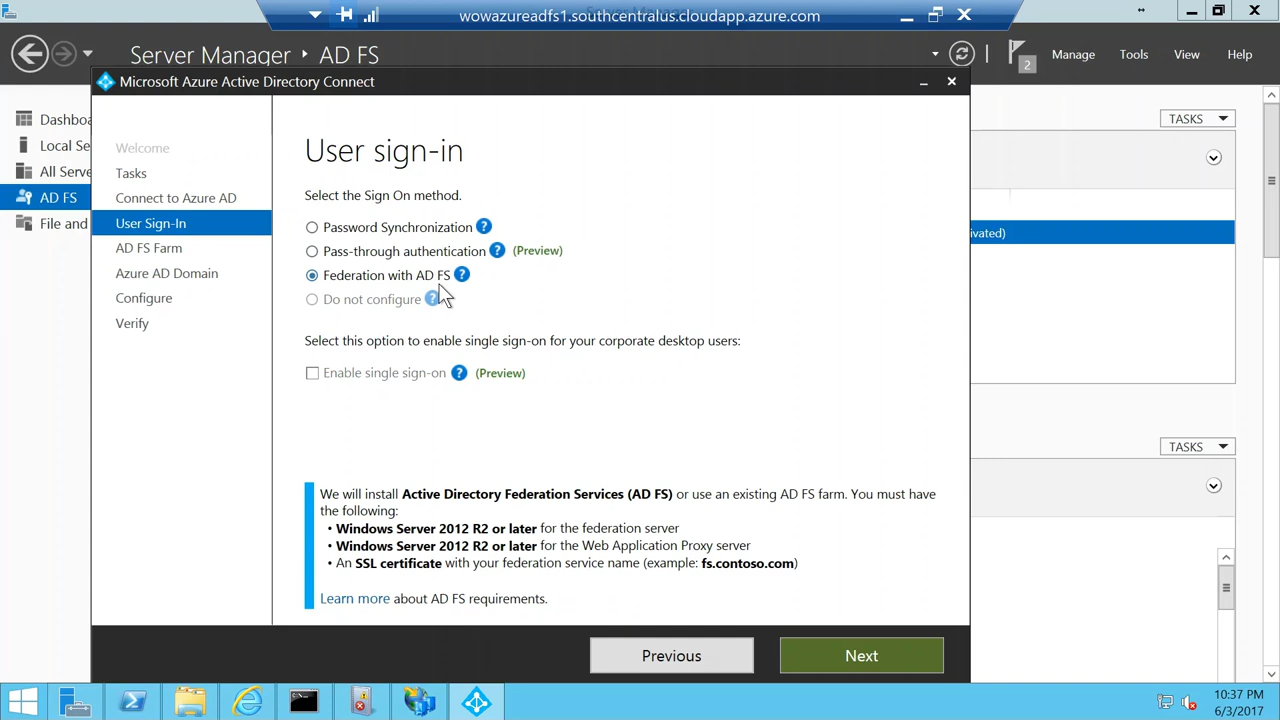 wowazureadfs1.southcentralus.cloudapp.azure.com
Server Manager ‣ AD FS
2
Manage
Tools
View
Help
Microsoft Azure Active Directory Connect
Dashbo
Local Se
All Serve
AD FS
File and
Welcome
Tasks
Connect to Azure AD
User Sign-In
AD FS Farm
Azure AD Domain
Configure
Verify
User sign-in
Select the Sign On method.
Password Synchronization ?
Pass-through authentication ? (Preview)
Federation with AD FS ?
Do not configure ?
Select this option to enable single sign-on for your corporate desktop users:
Enable single sign-on ? (Preview)
We will install Active Directory Federation Services (AD FS) or use an existing AD FS farm. You must have
the following:
• Windows Server 2012 R2 or later for the federation server
• Windows Server 2012 R2 or later for the Web Application Proxy server
• An SSL certificate with your federation service name (example: fs.contoso.com)
Learn more about AD FS requirements.
Previous
Next
TASKS
ivated)
TASKS
10:37 PM
6/3/2017